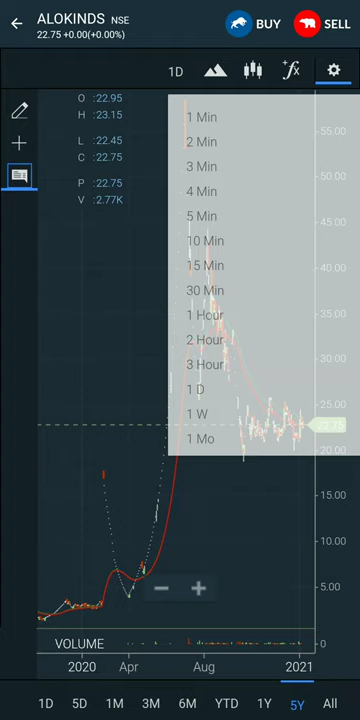 ALOKINDS NSE
22.75 +0.00(+0.00%)
BUY
SELL
1D
ƒx
O :22.95
H :23.15
L :22.45
C :22.75
P :22.75
V :2.77K
1 Min
2 Min
3 Min
4 Min
5 Min
10 Min
15 Min
30 Min
1 Hour
2 Hour
3 Hour
1 D
1 W
1 Mo
55.00
45.00
40.00
35.00
30.00
25.00
22.75
20.00
15.00
10.00
5.00
0
VOLUME
2020 Apr Aug 2021
1D 5D 1M 3M 6M YTD 1Y 5Y All